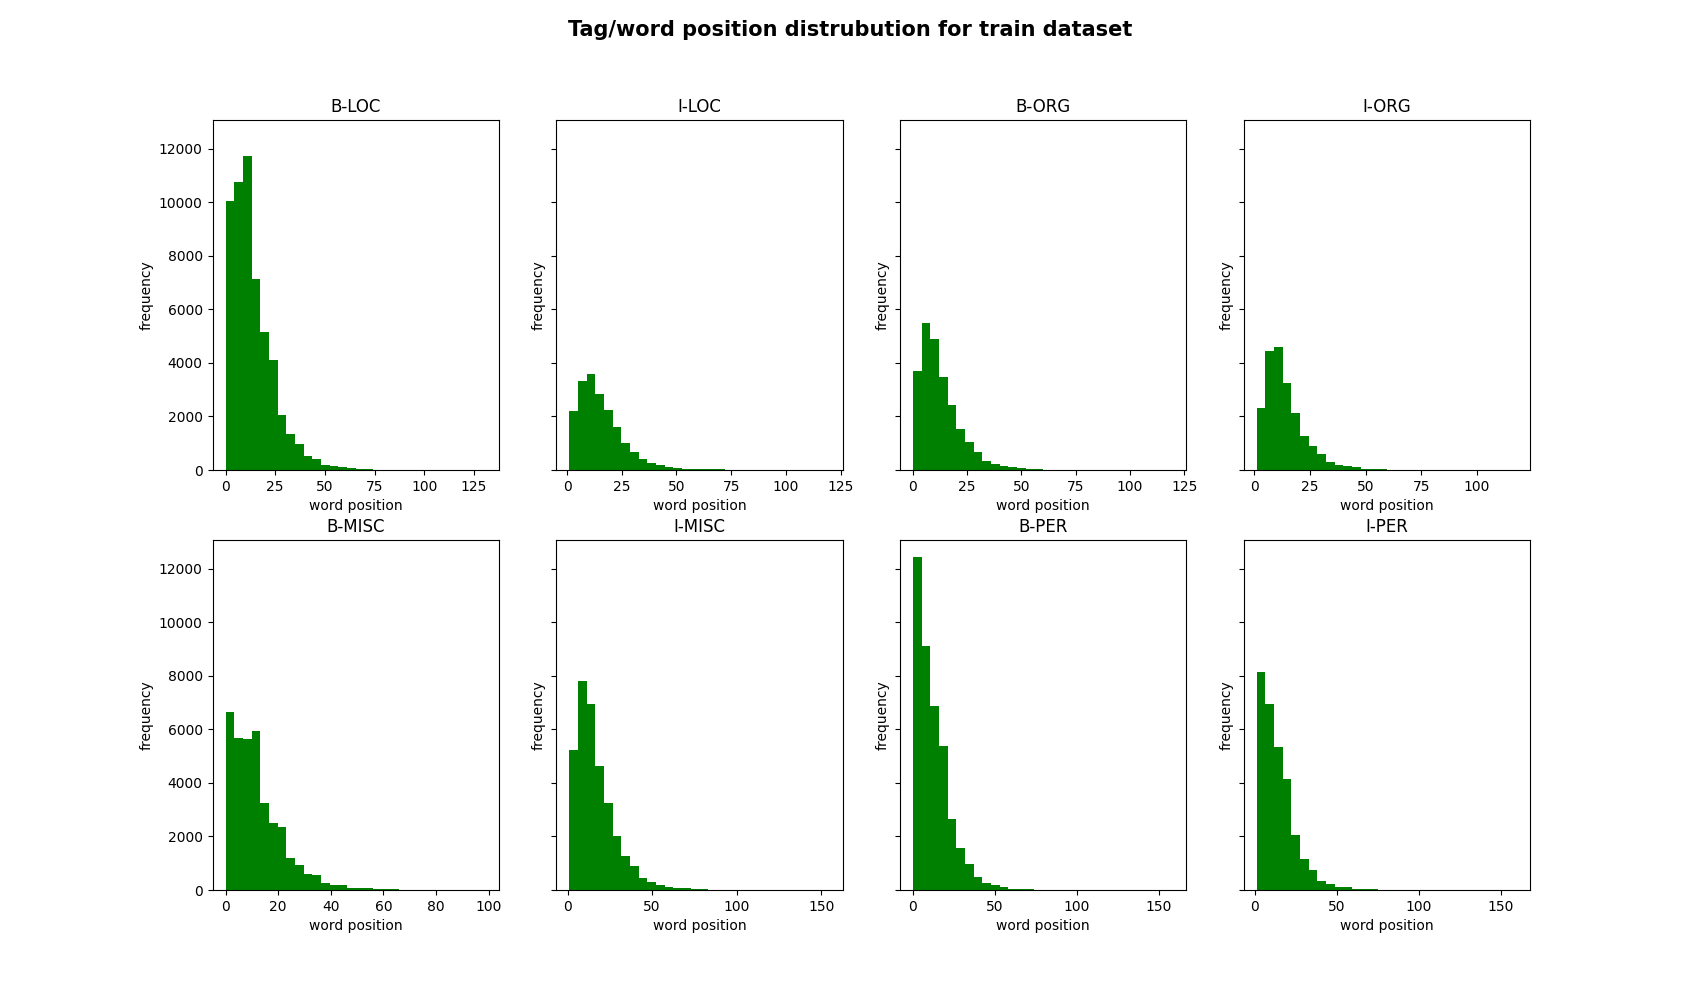 Tag/word position distrubution for train dataset
B-LOC I-LOC B-ORG I-ORG
12000
10000
8000
6000
4000
2000
0
frequency frequency frequency frequency
0 25 50 75 100 125 0 25 50 75 100 125 0 25 50 75 100 125 0 25 50 75 100
word position word position word position word position
B-MISC I-MISC B-PER I-PER
12000
10000
8000
6000
4000
2000
0
frequency frequency frequency frequency
0 20 40 60 80 100 0 50 100 150 0 50 100 150 0 50 100 150
word position word position word position word position